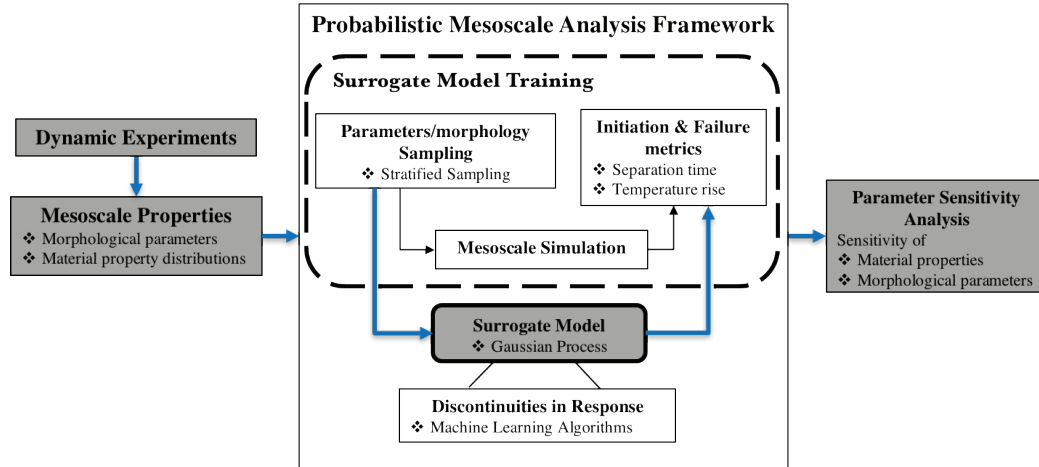 Probabilistic Mesoscale Analysis Framework
Surrogate Model Training
Dynamic Experiments
Mesoscale Properties
❖ Morphological parameters
❖ Material property distributions
Parameters/morphology
Sampling
❖ Stratified Sampling
Initiation & Failure
metrics
❖ Separation time
❖ Temperature rise
Mesoscale Simulation
Surrogate Model
❖ Gaussian Process
Discontinuities in Response
❖ Machine Learning Algorithms
Parameter Sensitivity
Analysis
Sensitivity of
❖ Material properties
❖ Morphological parameters